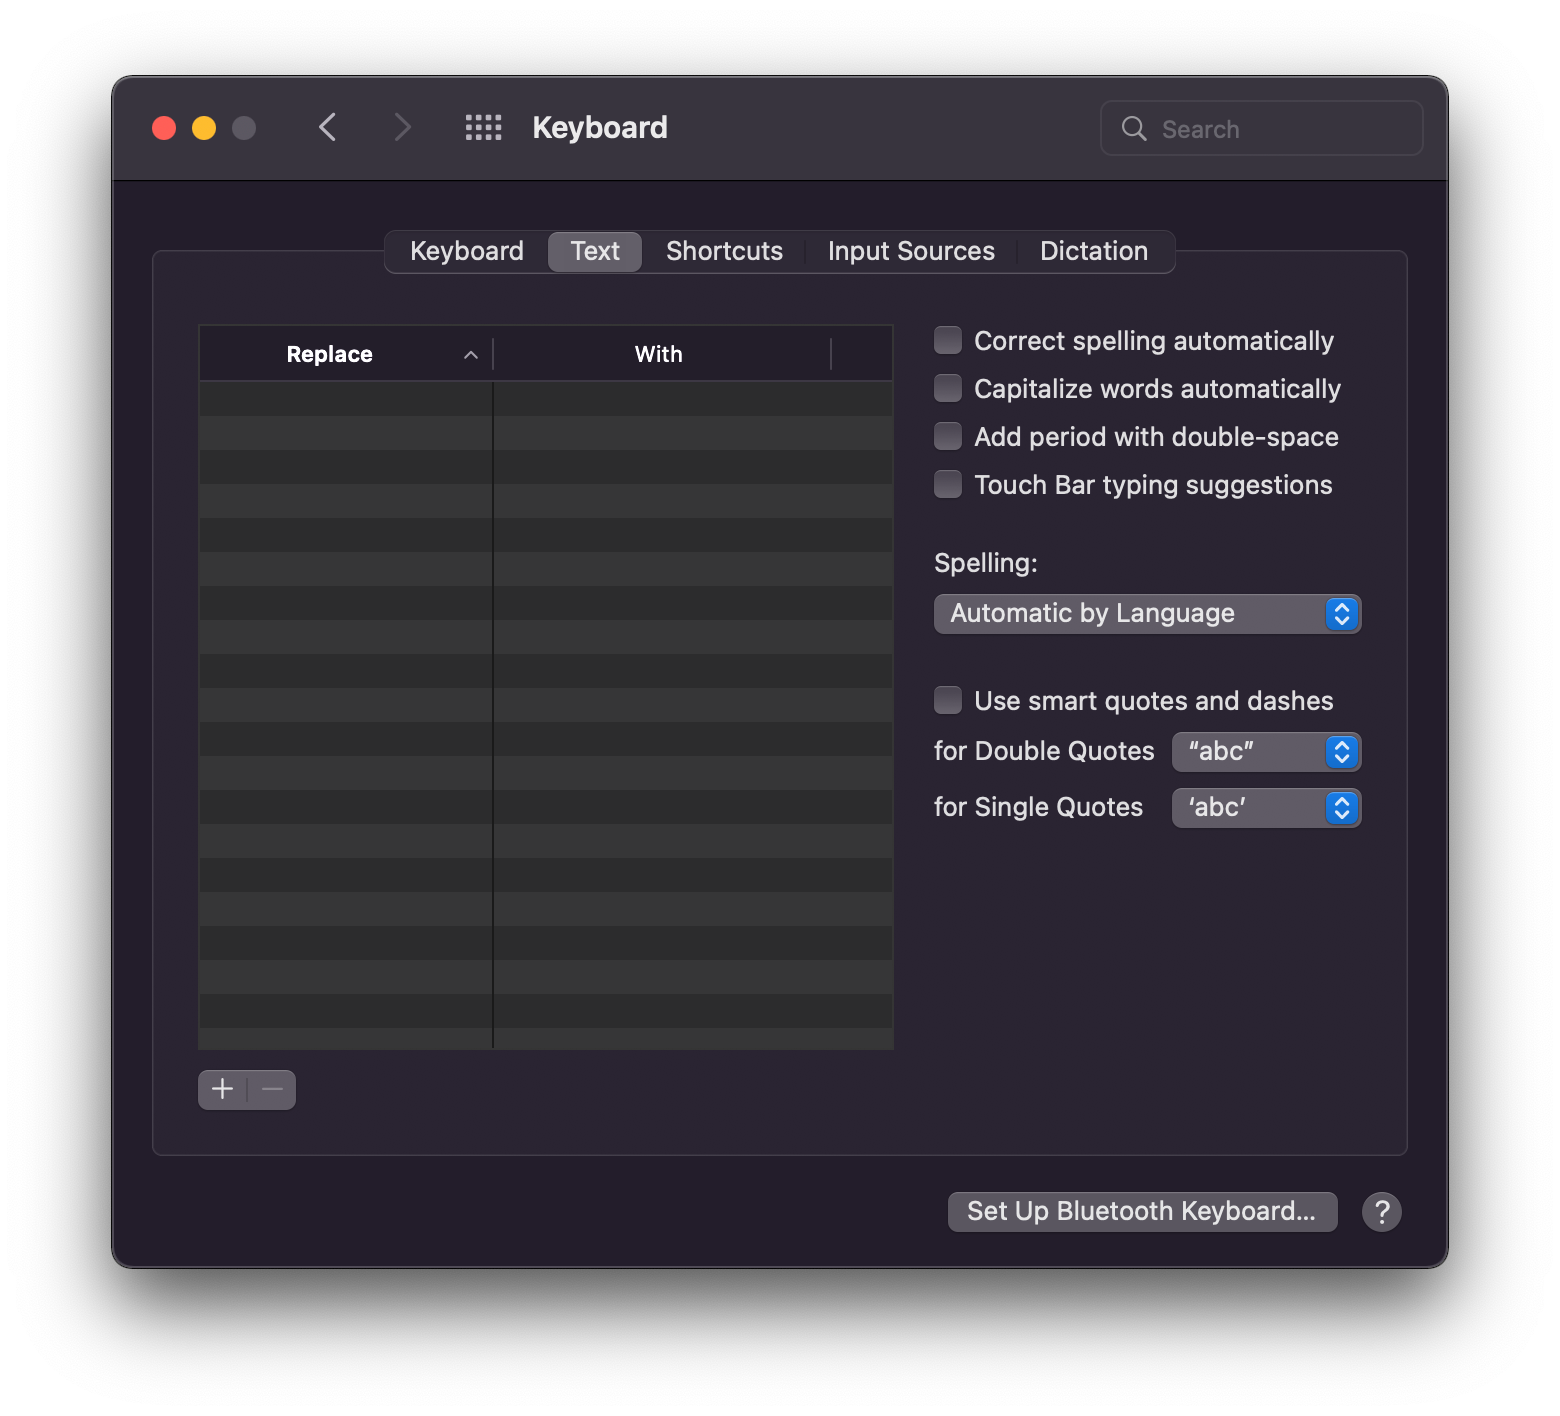 Keyboard
Search
Keyboard Text Shortcuts Input Sources Dictation
Replace With
Correct spelling automatically
Capitalize words automatically
Add period with double-space
Touch Bar typing suggestions
Spelling:
Automatic by Language
Use smart quotes and dashes
for Double Quotes “abc”
for Single Quotes ‘abc’
Set Up Bluetooth Keyboard... ?